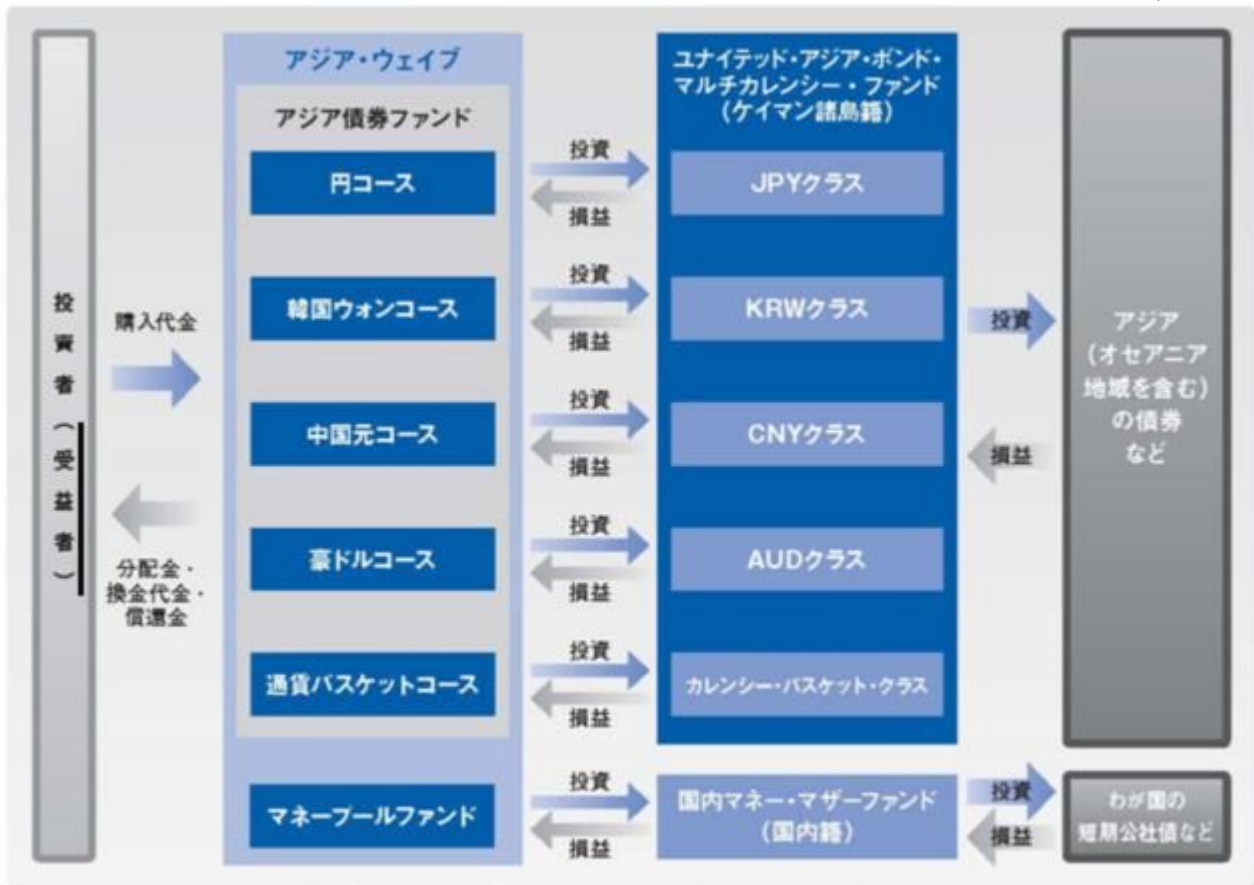 アジア・ウェイブ
アジア債券ファンド
円コース
韓国ウォンコース
中国元コース
豪ドルコース
通貨バスケットコース
マネープールファンド
ユナイテッド・アジア・ボンド・
マルチカレンシー・ファンド
(ケイマン諸島籍)
JPYクラス
KRWクラス
CNYクラス
AUDクラス
カレンシー・バスケット・クラス
国内マネー・マザーファンド
(国内籍)
投資者(受益者)
購入代金
分配金・
換金代金・
償還金
投資
損益
投資
損益
投資
損益
投資
損益
投資
損益
投資
損益
投資
損益
投資
損益
アジア
(オセアニア
地域を含む)
の債券
など
わが国の
短期公社債など